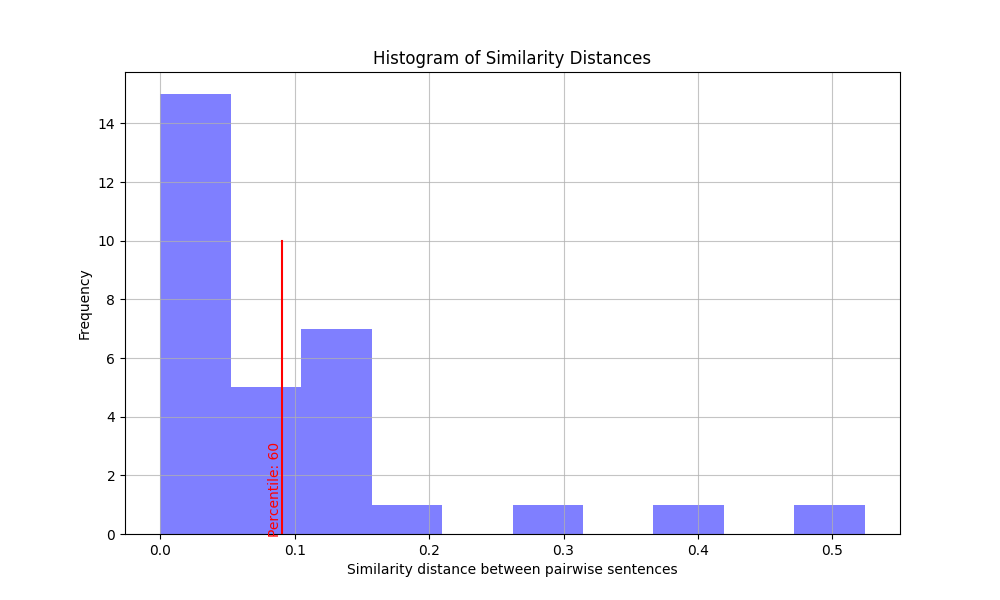 Histogram of Similarity Distances
Frequency
14
12
10
8
6
4
2
0
Percentile: 60
0.0 0.1 0.2 0.3 0.4 0.5
Similarity distance between pairwise sentences